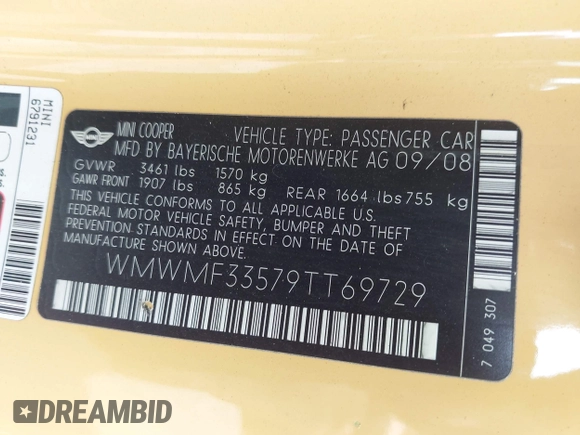 MINI
6791231
MINI COOPER
VEHICLE TYPE: PASSENGER CAR
MFD BY BAYERISCHE MOTORENWERKE AG 09/08
GVWR 3461 lbs 1570 kg
GAWR FRONT 1907 lbs 865 kg REAR 1664 lbs 755 kg
THIS VEHICLE CONFORMS TO ALL APPLICABLE U.S.
FEDERAL MOTOR VEHICLE SAFETY, BUMPER AND THEFT
PREVENTION STANDARDS IN EFFECT ON THE DATE OF
MANUFACTURE SHOWN ABOVE.
WMWMF33579TT69729
7 049 307
DREAMBID